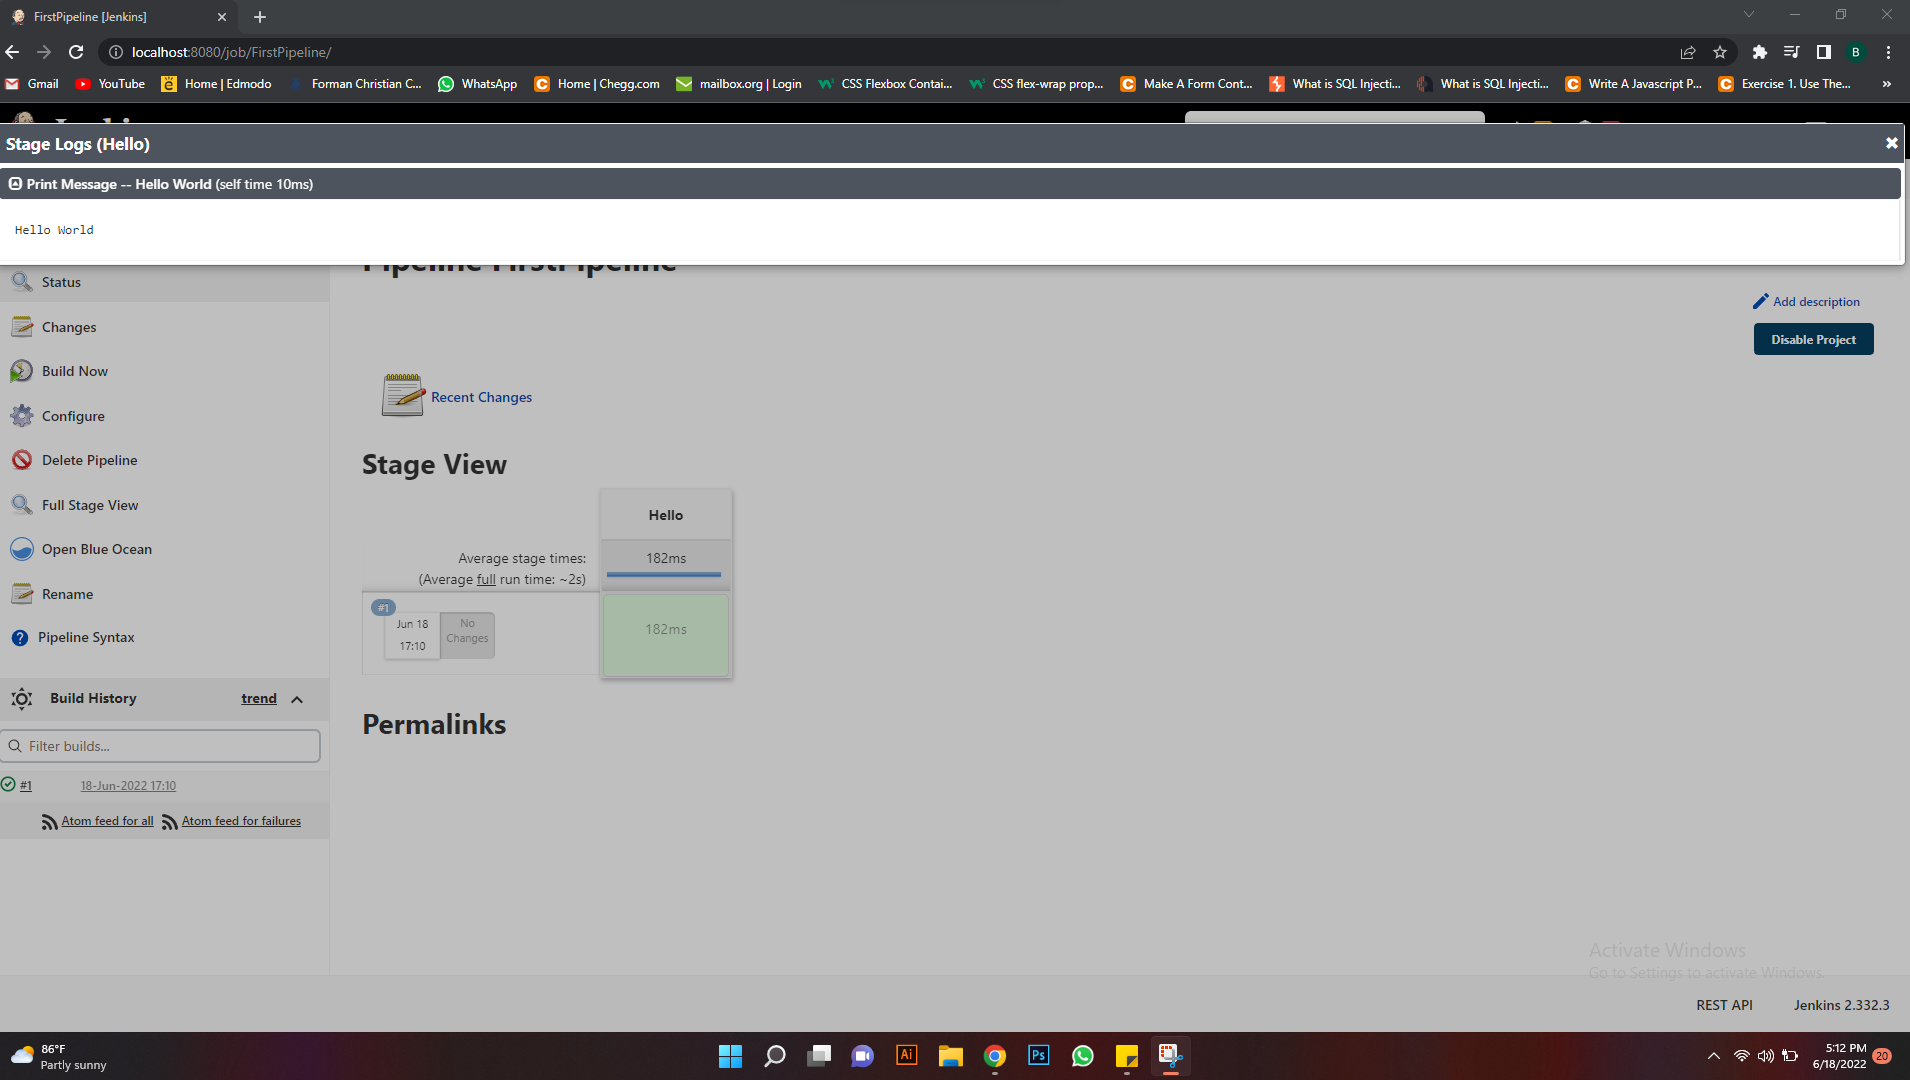 FirstPipeline [Jenkins]
localhost:8080/job/FirstPipeline/
B
Gmail YouTube Home | Edmodo Forman Christian C... WhatsApp Home | Chegg.com mailbox.org | Login CSS Flexbox Contai... CSS flex-wrap prop... Make A Form Cont... What is SQL Injecti... What is SQL Injecti... Write A Javascript P... Exercise 1. Use The... »
Stage Logs (Hello)
Print Message -- Hello World (self time 10ms)
Hello World
Pipeline FirstPipeline
Status
Changes
Build Now
Configure
Delete Pipeline
Full Stage View
Open Blue Ocean
Rename
Pipeline Syntax
Build History trend
Filter builds...
#1 18-Jun-2022 17:10
Atom feed for all Atom feed for failures
Add description
Disable Project
Recent Changes
Stage View
Hello
Average stage times: 182ms
(Average full run time: ~2s)
#1
Jun 18 No
Changes
17:10
182ms
Permalinks
Activate Windows
Go to Settings to activate Windows.
REST API Jenkins 2.332.3
86°F
Partly sunny
Ai
Ps
5:12 PM
6/18/2022
20